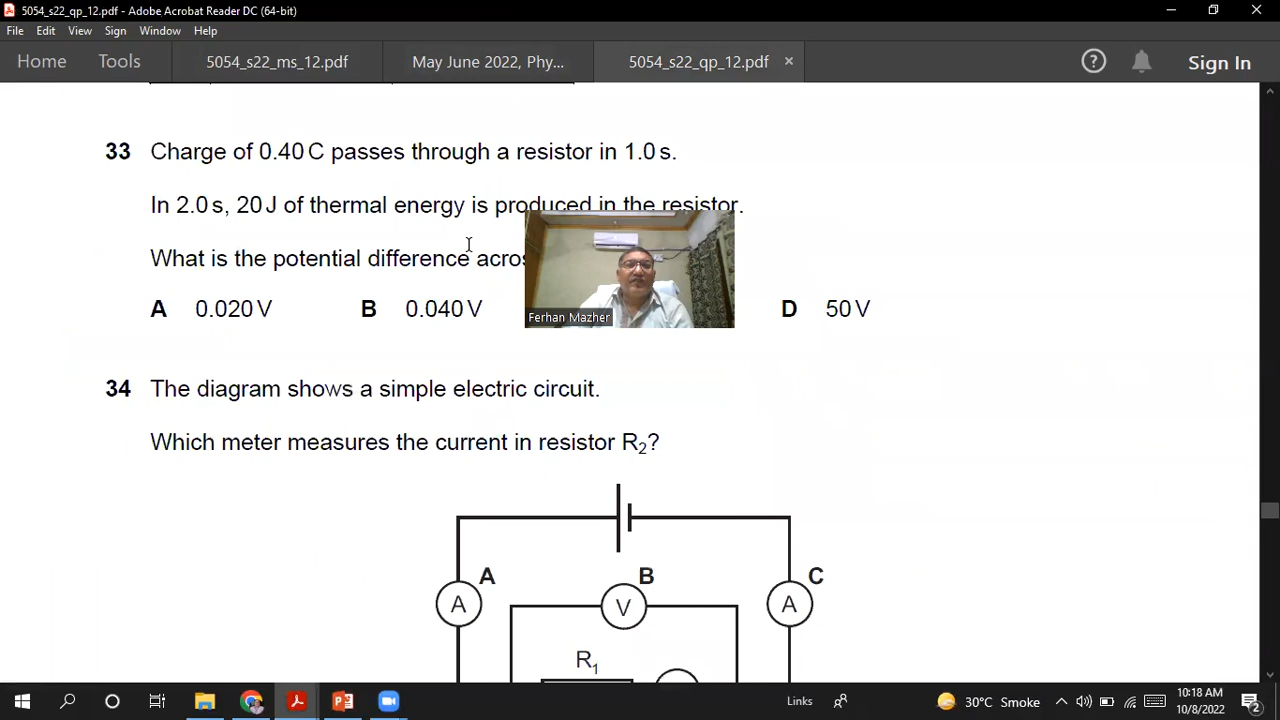 5054_s22_qp_12.pdf - Adobe Acrobat Reader DC (64-bit)
File Edit View Sign Window Help
Home Tools 5054_s22_ms_12.pdf May June 2022, Phy... 5054_s22_qp_12.pdf × ? Sign In
33 Charge of 0.40 C passes through a resistor in 1.0 s.
In 2.0 s, 20 J of thermal energy is produced in the resistor.
What is the potential difference
A 0.020 V B 0.040 V D 50 V
Ferhan Mazher
34 The diagram shows a simple electric circuit.
Which meter measures the current in resistor R2?
A B C
A V A
R1
Links 30°C Smoke 10:18 AM
10/8/2022
2